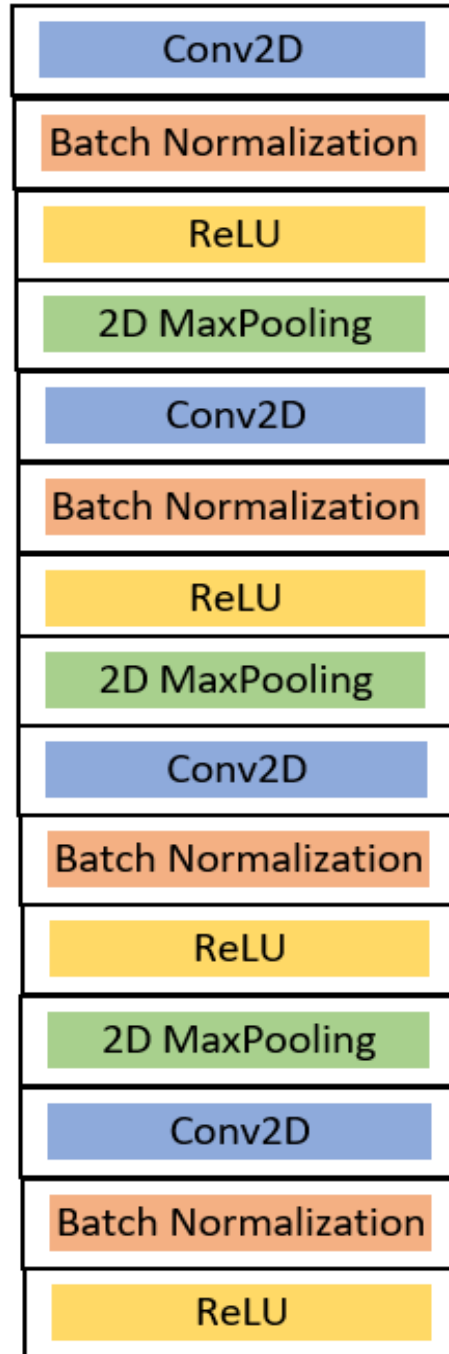 Conv2D
Batch Normalization
ReLU
2D MaxPooling
Conv2D
Batch Normalization
ReLU
2D MaxPooling
Conv2D
Batch Normalization
ReLU
2D MaxPooling
Conv2D
Batch Normalization
ReLU